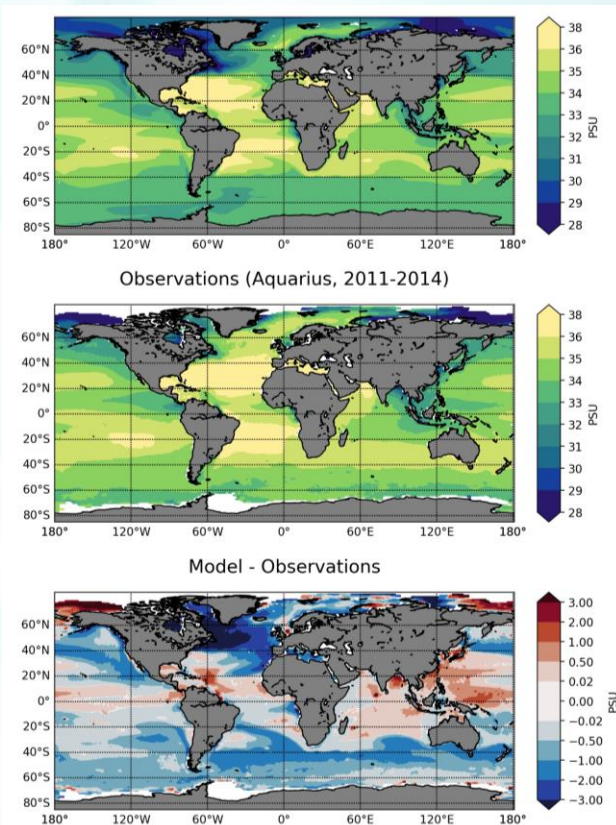 60°N
40°N
20°N
0°
20°S
40°S
60°S
80°S
180° 120°W 60°W 0° 60°E 120°E 180°
38
36
35
34
33
32
31
30
29
28
PSU
Observations (Aquarius, 2011-2014)
60°N
40°N
20°N
0°
20°S
40°S
60°S
80°S
180° 120°W 60°W 0° 60°E 120°E 180°
38
36
35
34
33
32
31
30
29
28
PSU
Model - Observations
60°N
40°N
20°N
0°
20°S
40°S
60°S
80°S
180° 120°W 60°W 0° 60°E 120°E 180°
3.00
2.00
1.00
0.50
0.02
0.00
−0.02
−0.50
−1.00
−2.00
−3.00
PSU